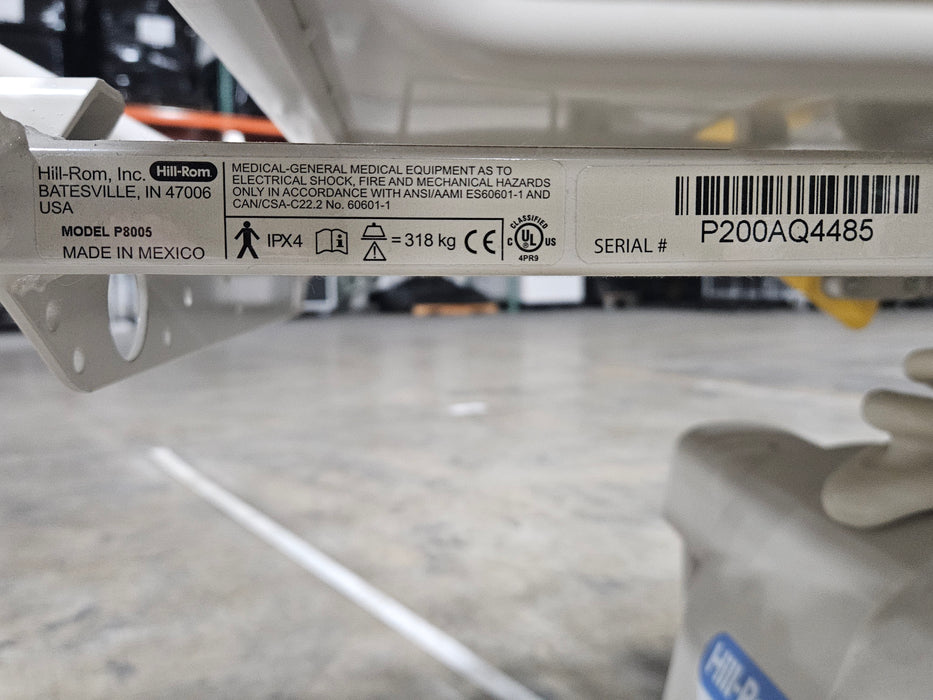 Hill-Rom, Inc. Hill-Rom
BATESVILLE, IN 47006
USA
MODEL P8005
MADE IN MEXICO
MEDICAL-GENERAL MEDICAL EQUIPMENT AS TO
ELECTRICAL SHOCK, FIRE AND MECHANICAL HAZARDS
ONLY IN ACCORDANCE WITH ANSI/AAMI ES60601-1 AND
CAN/CSA-C22.2 No. 60601-1
IPX4 i = 318 kg CE
CLASSIFIED
C UL US
4PR9
SERIAL # P200AQ4485
Hill-R